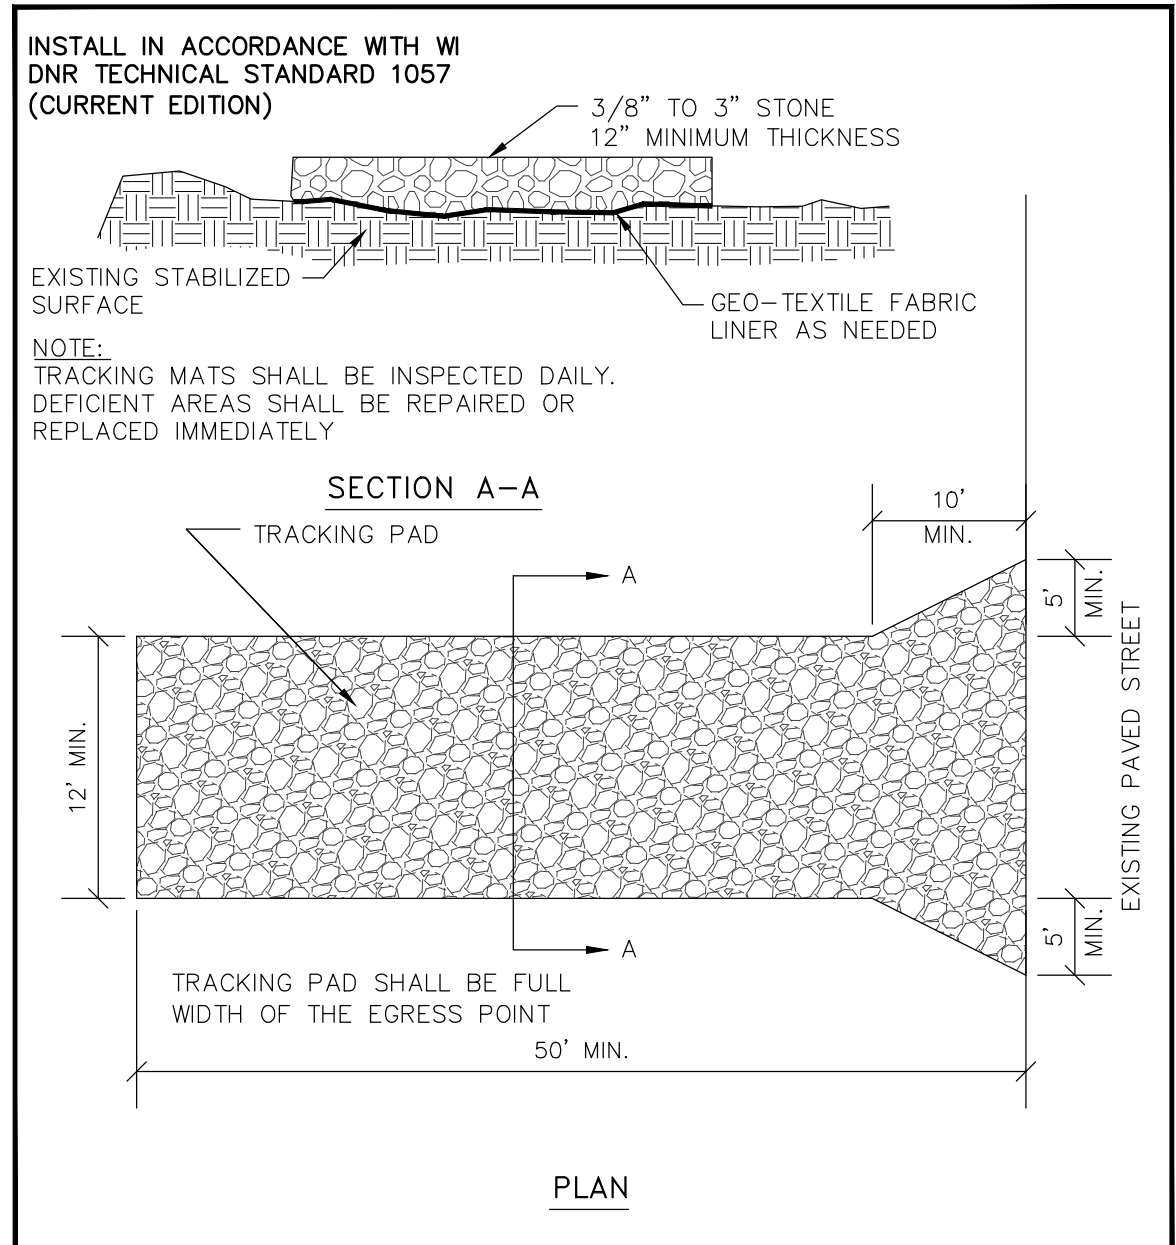 INSTALL IN ACCORDANCE WITH WI
DNR TECHNICAL STANDARD 1057
(CURRENT EDITION)
3/8” TO 3” STONE
12” MINIMUM THICKNESS
EXISTING STABILIZED
SURFACE
GEO-TEXTILE FABRIC
LINER AS NEEDED
NOTE:
TRACKING MATS SHALL BE INSPECTED DAILY.
DEFICIENT AREAS SHALL BE REPAIRED OR
REPLACED IMMEDIATELY
SECTION A-A
TRACKING PAD
10’
MIN.
A
5’
MIN.
12’ MIN.
EXISTING PAVED STREET
5’
MIN.
A
TRACKING PAD SHALL BE FULL
WIDTH OF THE EGRESS POINT
50’ MIN.
PLAN